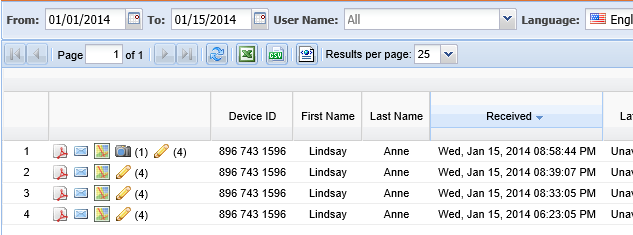 From: 01/01/2014 To: 01/15/2014 User Name: All Language: Engl
Page 1 of 1 CSV Results per page: 25
Device ID First Name Last Name Received La
1 (1) (4) 896 743 1596 Lindsay Anne Wed, Jan 15, 2014 08:58:44 PM Unav
2 (4) 896 743 1596 Lindsay Anne Wed, Jan 15, 2014 08:39:07 PM Unav
3 (4) 896 743 1596 Lindsay Anne Wed, Jan 15, 2014 08:33:05 PM Unav
4 (4) 896 743 1596 Lindsay Anne Wed, Jan 15, 2014 06:23:05 PM Unav